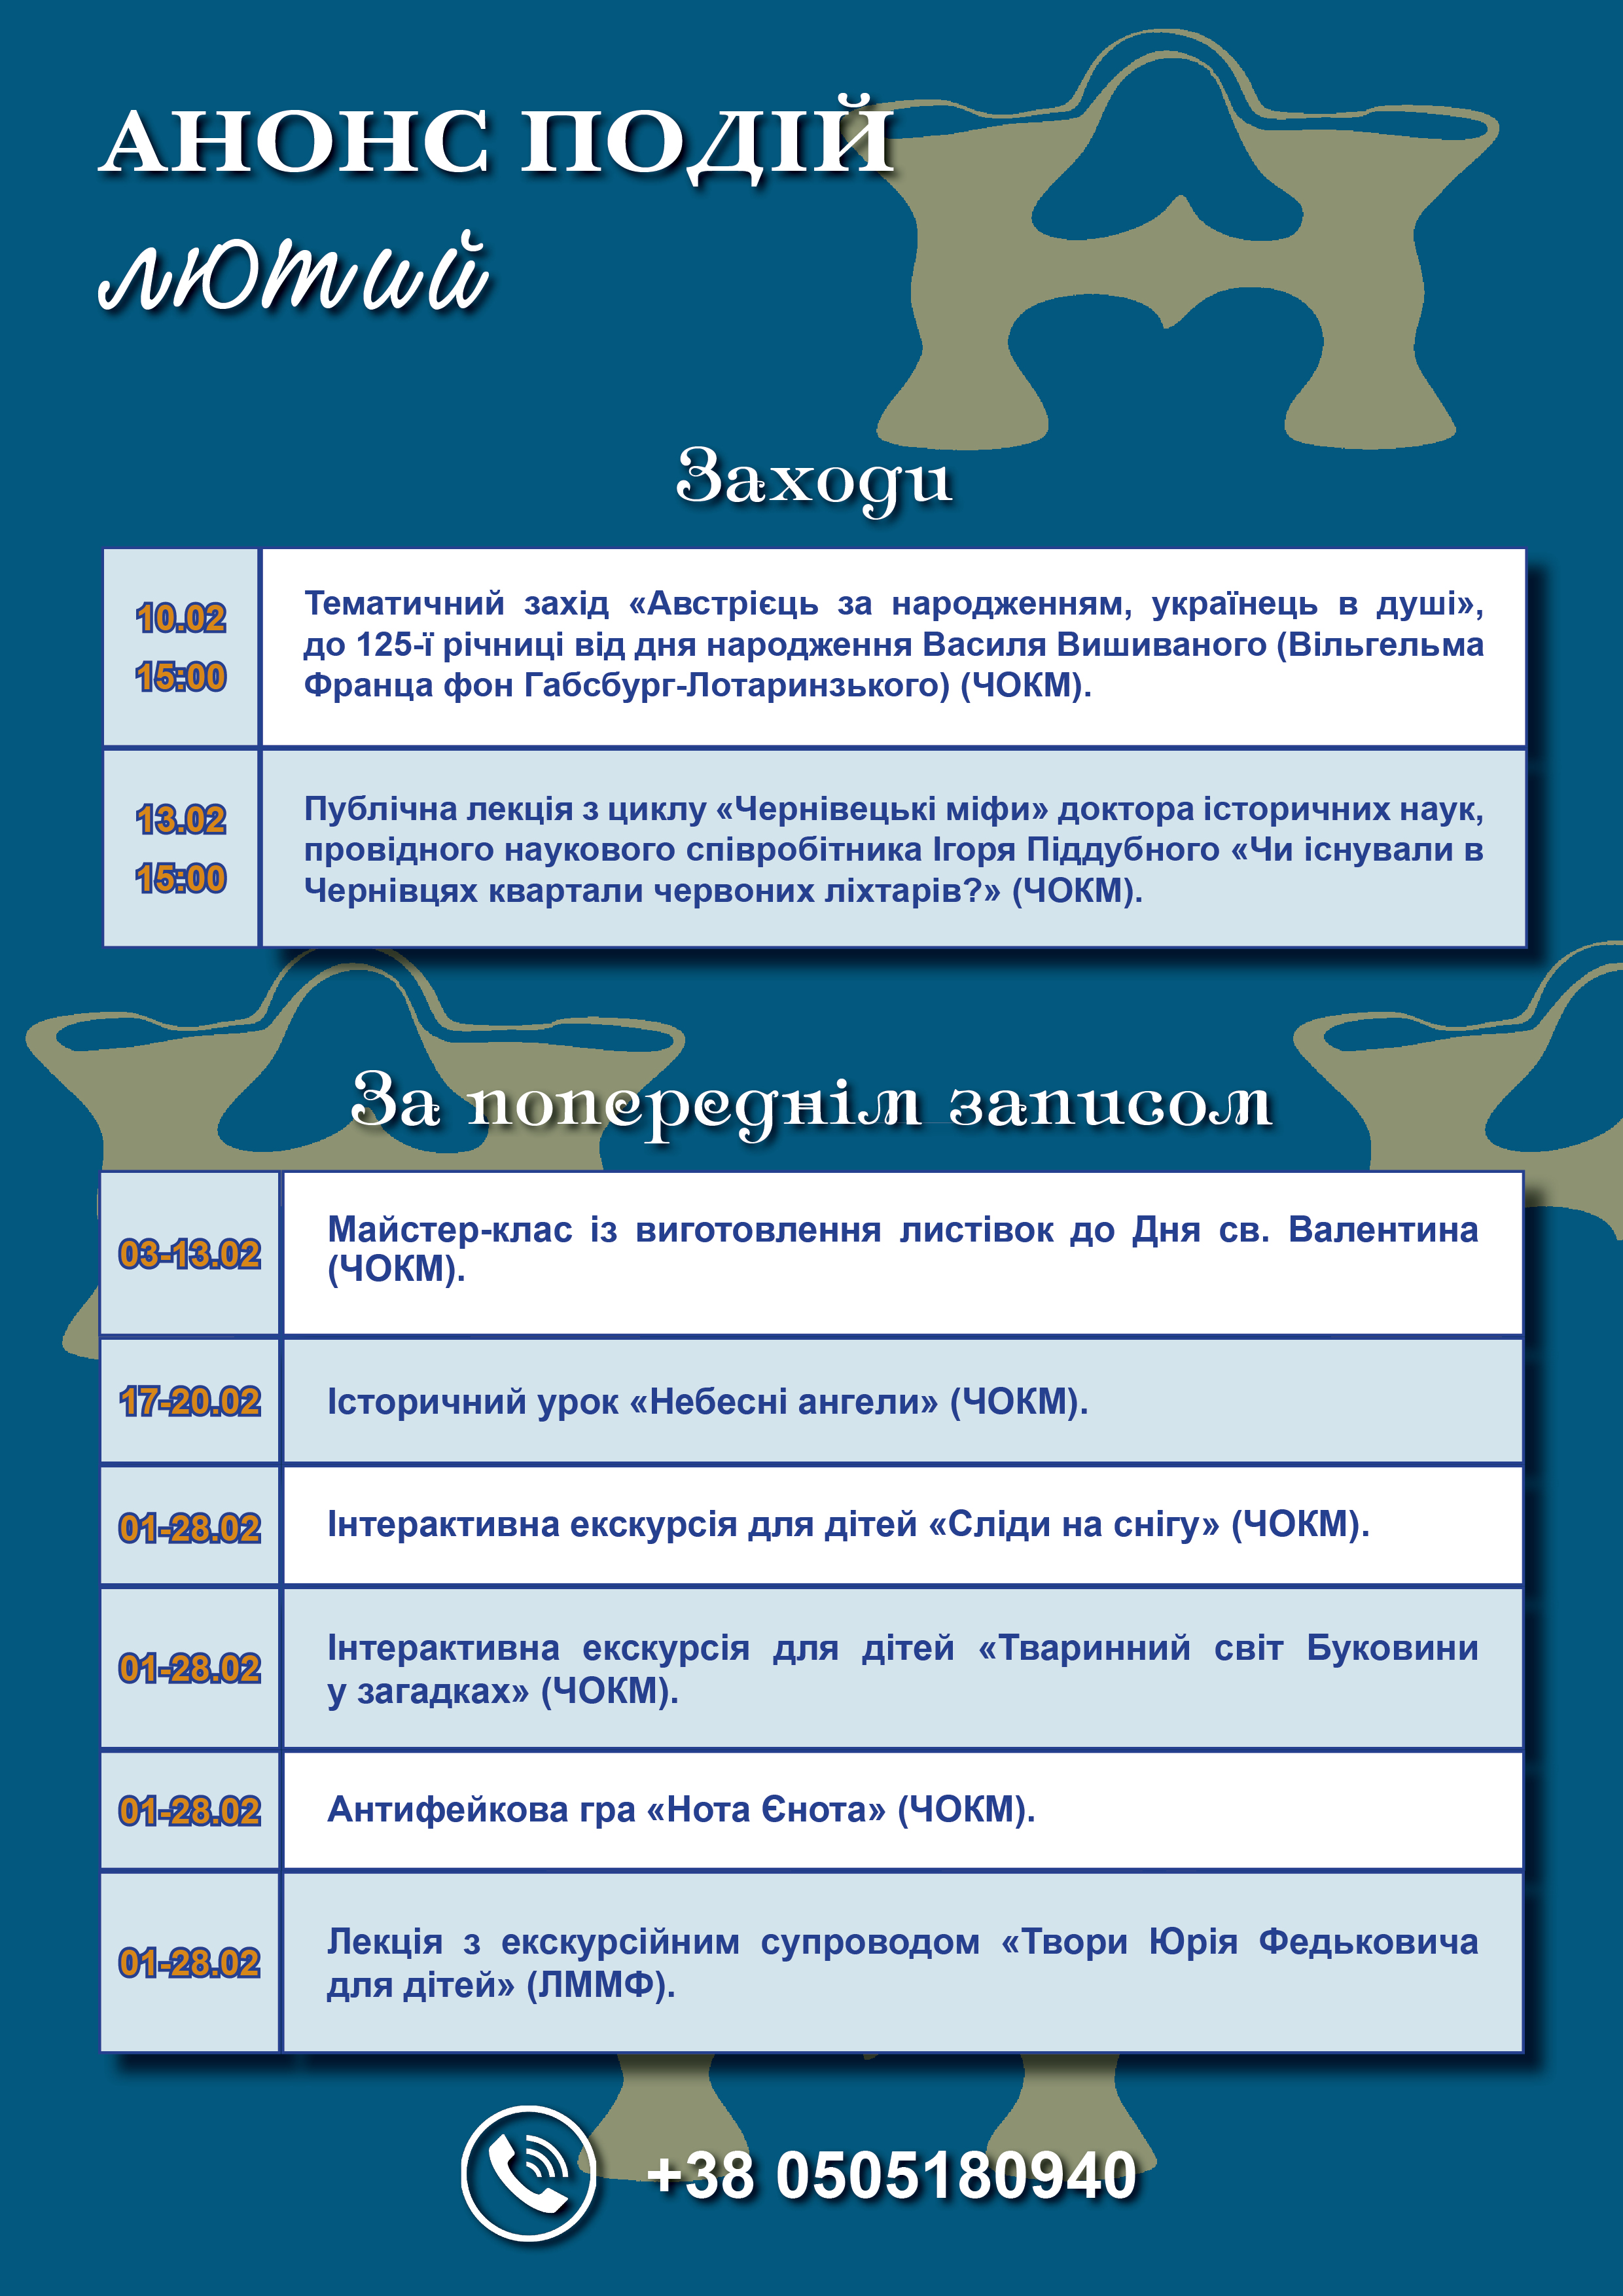 АНОНС ПОДІЙ
лютий
Заходи
10.02
15:00
Тематичний захід «Австрієць за народженням, українець в душі»,
до 125-ї річниці від дня народження Василя Вишиваного (Вільгельма
Франца фон Габсбург-Лотаринзького) (ЧОКМ).
13.02
15:00
Публічна лекція з циклу «Чернівецькі міфи» доктора історичних наук,
провідного наукового співробітника Ігоря Піддубного «Чи існували в
Чернівцях квартали червоних ліхтарів?» (ЧОКМ).
За попереднім записом
03-13.02
Майстер-клас із виготовлення листівок до Дня св. Валентина
(ЧОКМ).
17-20.02
Історичний урок «Небесні ангели» (ЧОКМ).
01-28.02
Інтерактивна екскурсія для дітей «Сліди на снігу» (ЧОКМ).
01-28.02
Інтерактивна екскурсія для дітей «Тваринний світ Буковини
у загадках» (ЧОКМ).
01-28.02
Антифейкова гра «Нота Єнота» (ЧОКМ).
01-28.02
Лекція з екскурсійним супроводом «Твори Юрія Федьковича
для дітей» (ЛММФ).
+38 0505180940